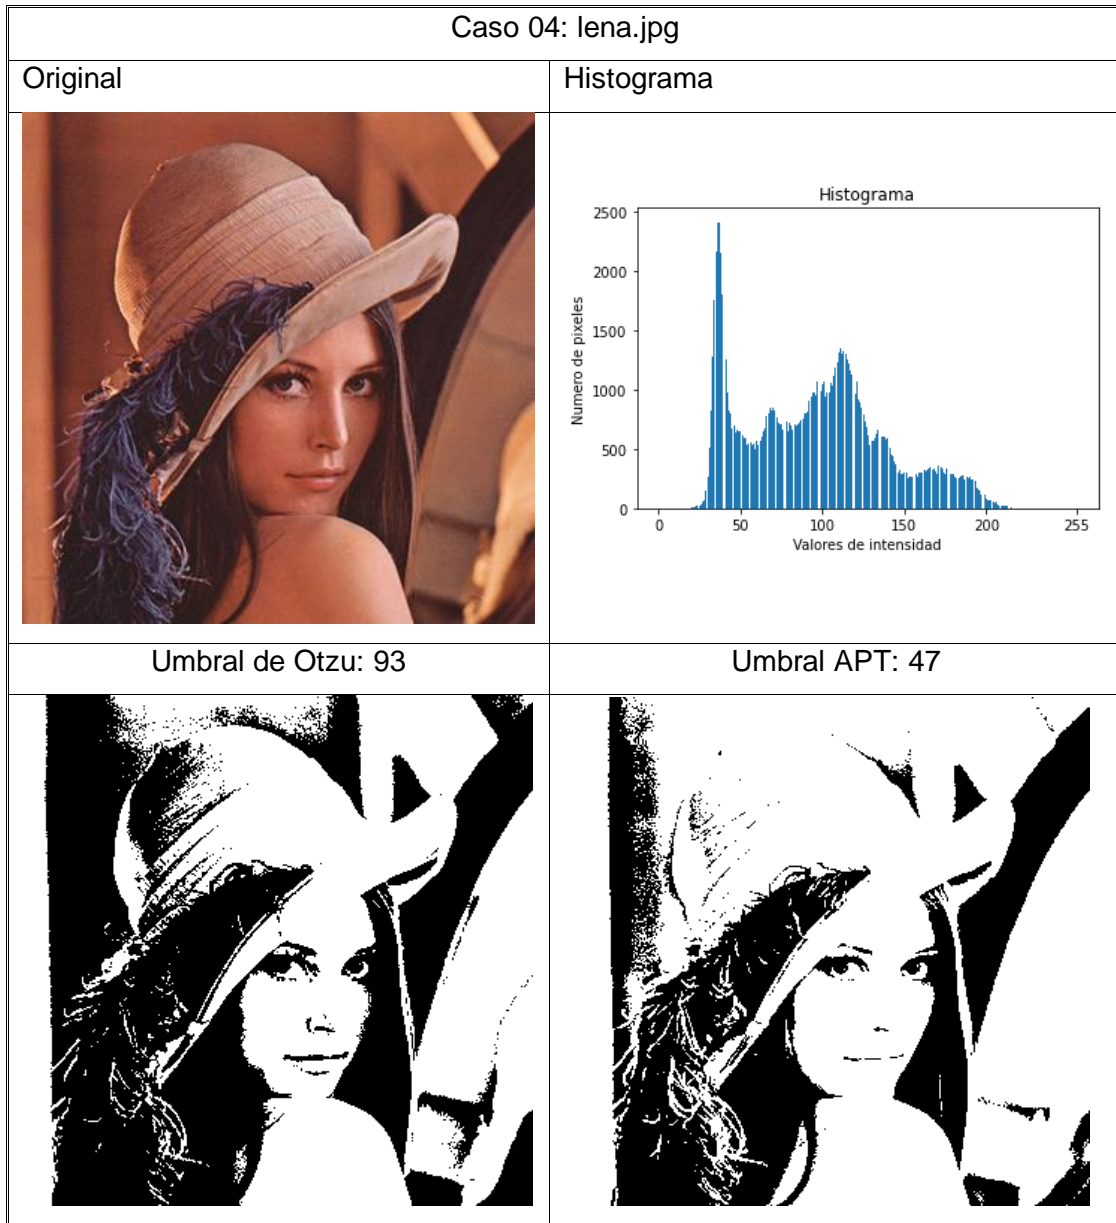 Caso 04: lena.jpg
Original
Histograma
Histograma
2500
2000
1500
1000
500
0
Numero de pixeles
0 50 100 150 200 255
Valores de intensidad
Umbral de Otzu: 93
Umbral APT: 47